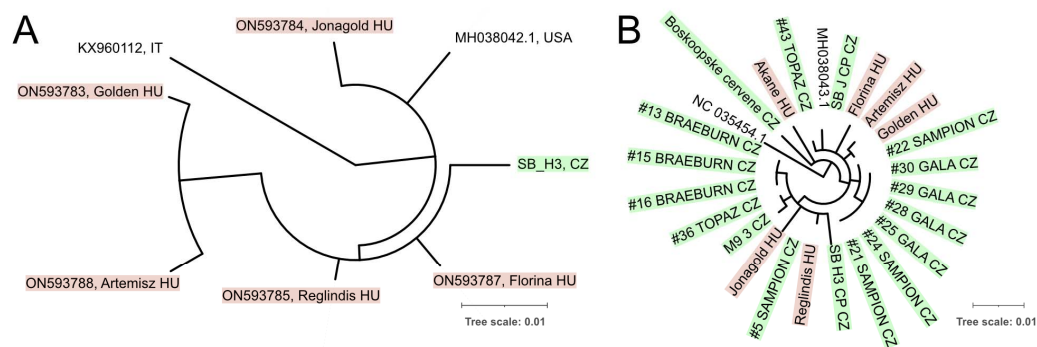 A
ON593784, Jonagold HU
KX960112, IT
MH038042.1, USA
ON593783, Golden HU
SB_H3, CZ
ON593788, Artemisz HU
ON593785, Reglindis HU
ON593787, Florina HU
Tree scale: 0.01
B
Boskoopske cervene CZ
Akane HU
#43 TOPAZ CZ
MH038043.1
SB J CP CZ
Florina HU
Artemisz HU
Golden HU
#22 SAMPION CZ
#30 GALA CZ
#29 GALA CZ
#28 GALA CZ
#25 GALA CZ
#24 SAMPION CZ
#21 SAMPION CZ
SB H3 CP CZ
Reglindis HU
#5 SAMPION CZ
Jonagold HU
M9 3 CZ
#36 TOPAZ CZ
#16 BRAEBURN CZ
#15 BRAEBURN CZ
#13 BRAEBURN CZ
NC 035454.1
Tree scale: 0.01